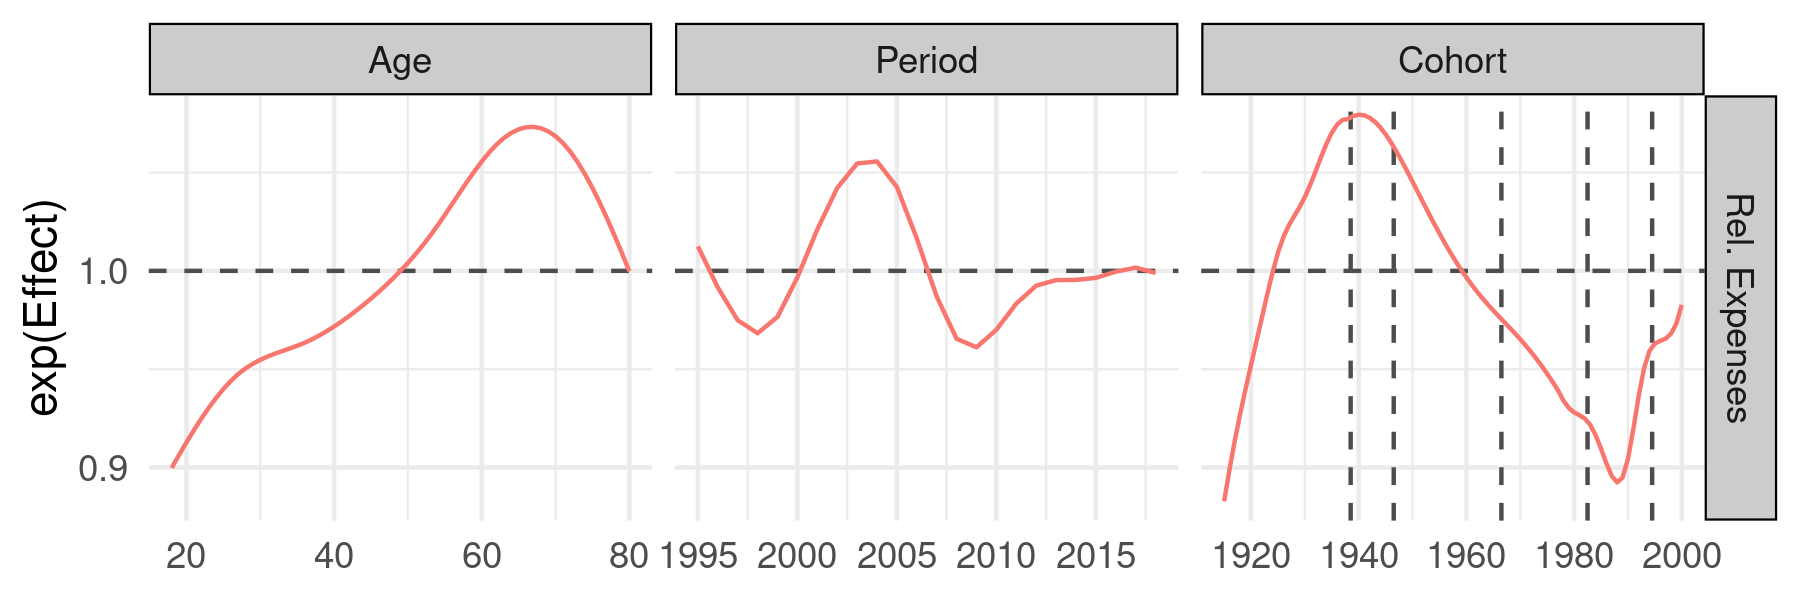 Age
Period
Cohort
exp(Effect)
1.0
0.9
20 40 60 80
1995 2000 2005 2010 2015
1920 1940 1960 1980 2000
Rel. Expenses